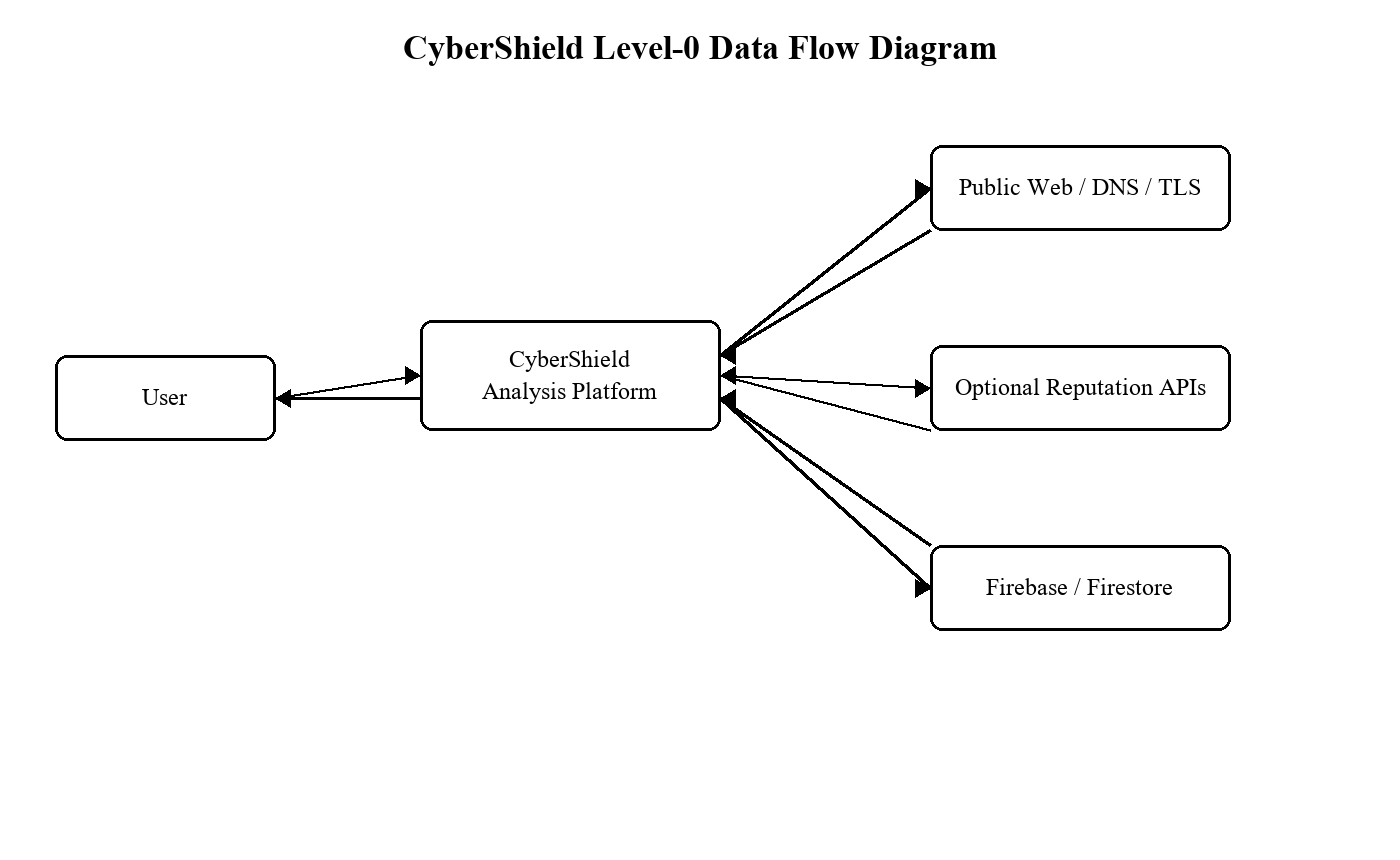 CyberShield Level-0 Data Flow Diagram
Public Web / DNS / TLS
CyberShield
Analysis Platform
User
Optional Reputation APIs
Firebase / Firestore